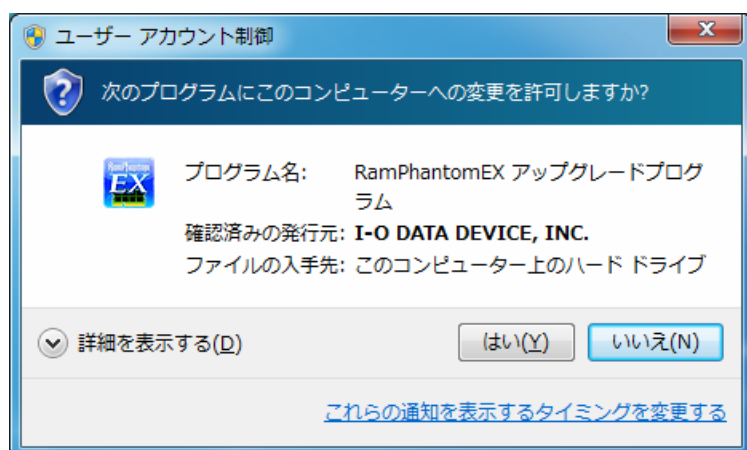 ユーザー アカウント制御
次のプログラムにこのコンピューターへの変更を許可しますか?
RamPhantom
EX
プログラム名: RamPhantomEX アップグレードプログ
ラム
確認済みの発行元: I-O DATA DEVICE, INC.
ファイルの入手先: このコンピューター上のハード ドライブ
詳細を表示する(D) はい(Y) いいえ(N)
これらの通知を表示するタイミングを変更する